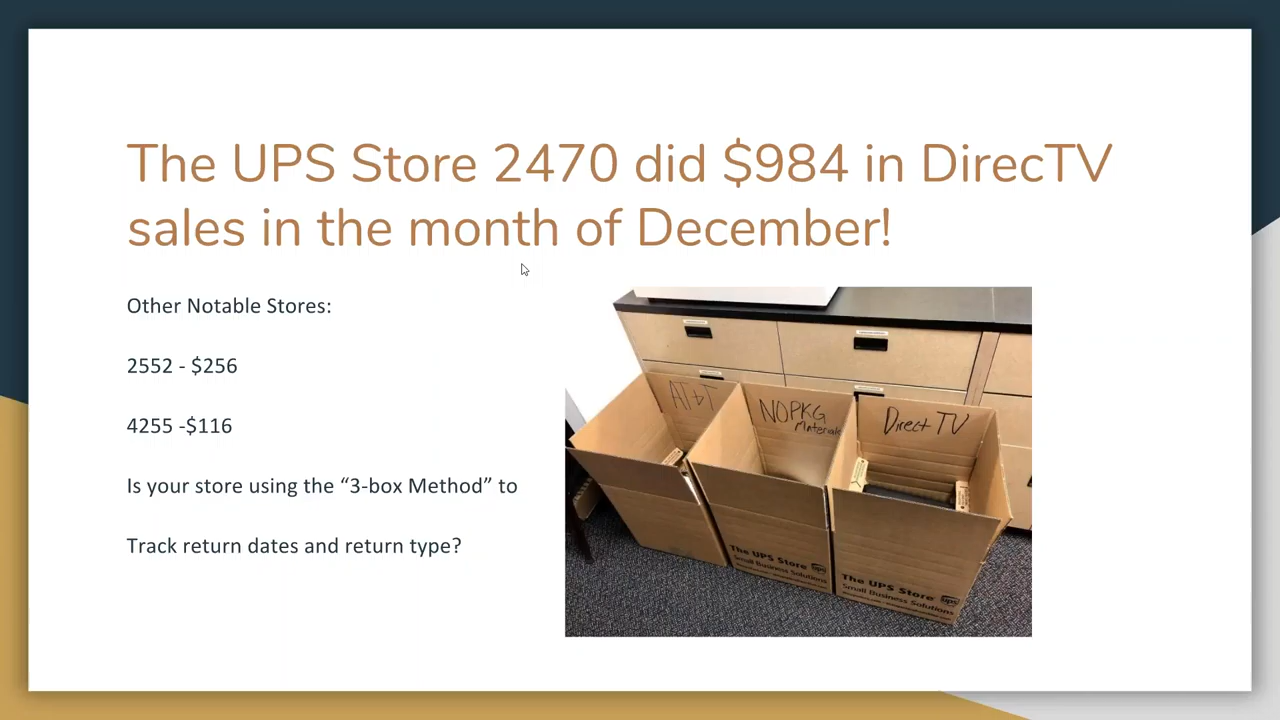 The UPS Store 2470 did $984 in DirecTV
sales in the month of December!
Other Notable Stores:
2552 - $256
4255 -$116
Is your store using the “3-box Method” to
Track return dates and return type?
AT&T
NOPKG
Materials
Direct TV
The UPS Store ups
Small Business Solutions
The UPS Store ups
Small Business Solutions